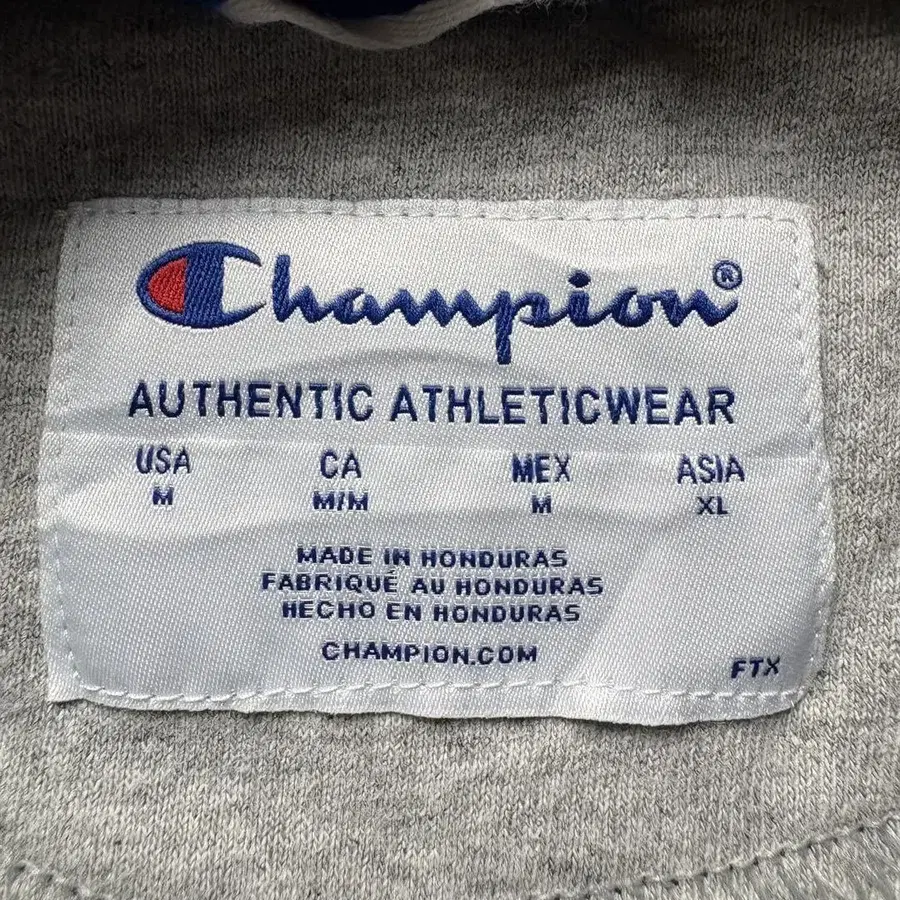 Champion®
AUTHENTIC ATHLETICWEAR
USA CA MEX ASIA
M M/M M XL
MADE IN HONDURAS
FABRIQUÉ AU HONDURAS
HECHO EN HONDURAS
CHAMPION.COM
FTX